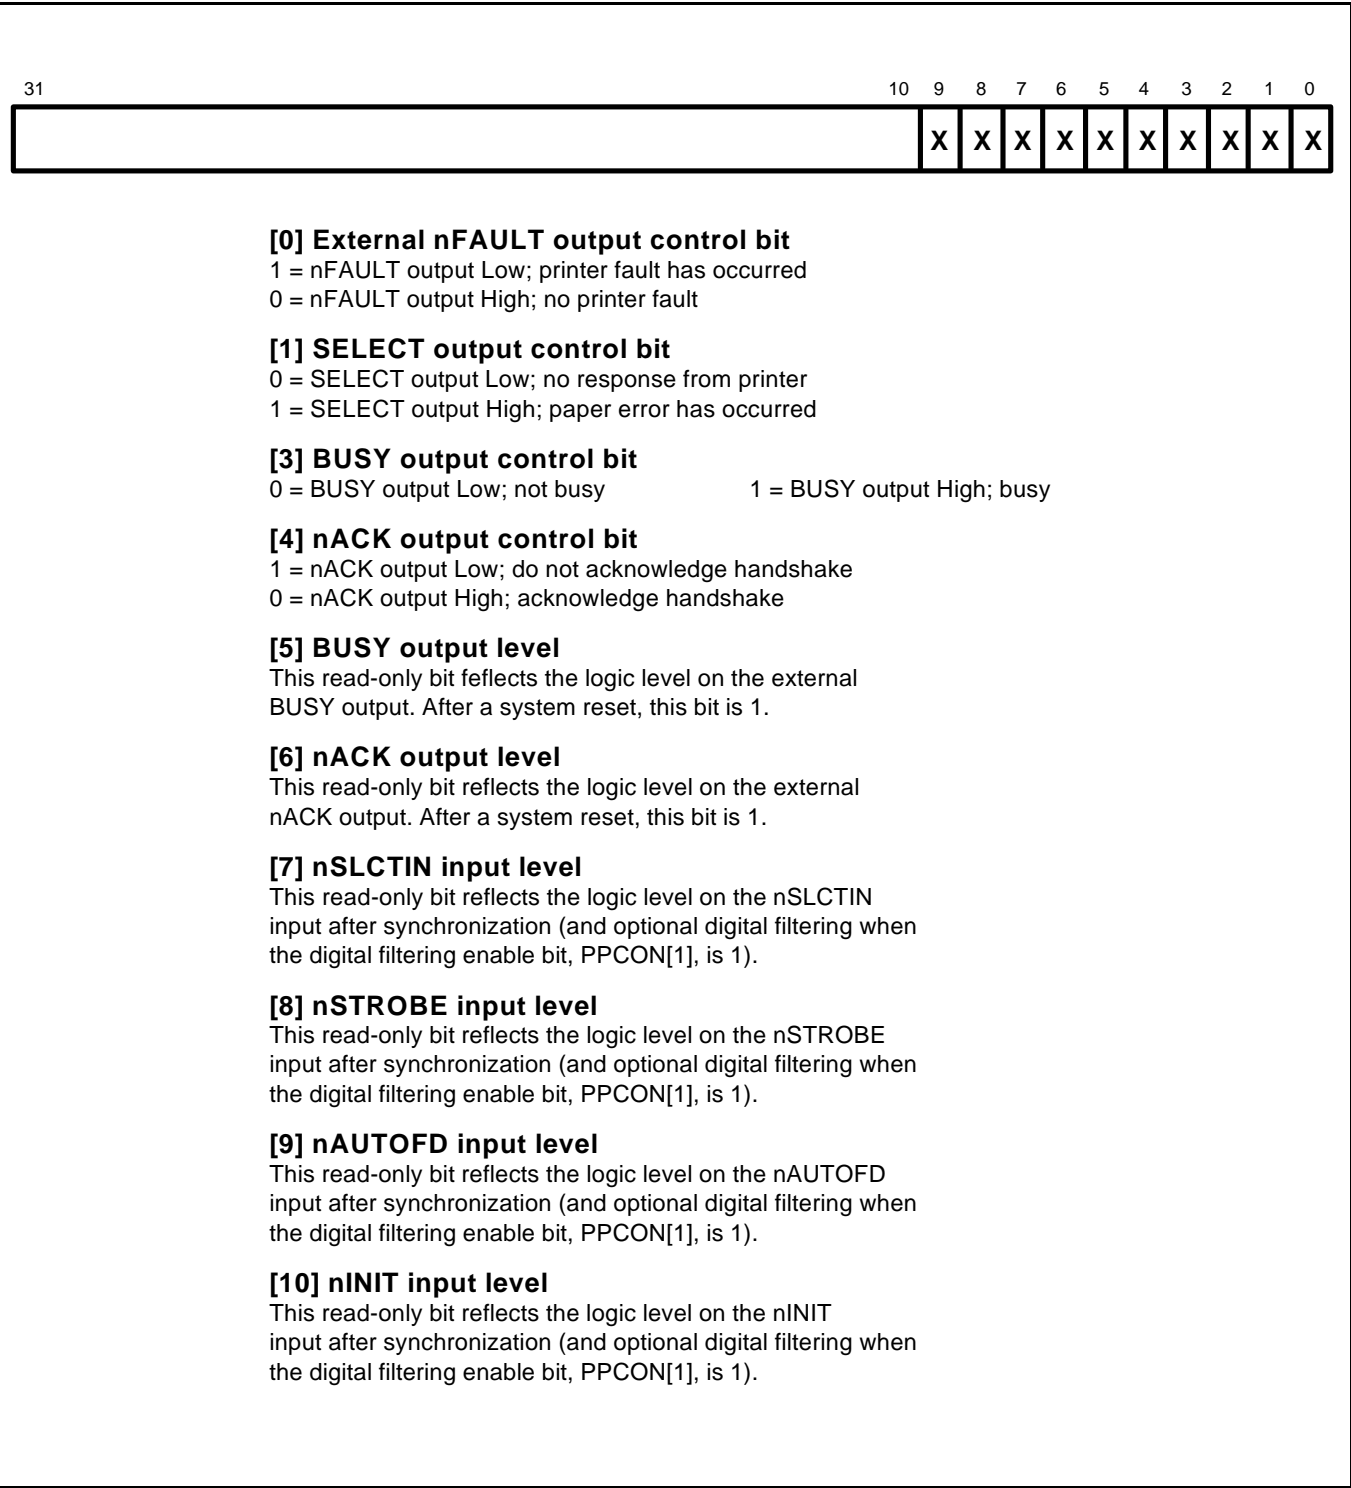 31 10 9 8 7 6 5 4 3 2 1 0
X X X X X X X X X X
[0] External nFAULT output control bit
1 = nFAULT output Low; printer fault has occurred
0 = nFAULT output High; no printer fault
[1] SELECT output control bit
0 = SELECT output Low; no response from printer
1 = SELECT output High; paper error has occurred
[3] BUSY output control bit
0 = BUSY output Low; not busy 1 = BUSY output High; busy
[4] nACK output control bit
1 = nACK output Low; do not acknowledge handshake
0 = nACK output High; acknowledge handshake
[5] BUSY output level
This read-only bit feflects the logic level on the external
BUSY output. After a system reset, this bit is 1.
[6] nACK output level
This read-only bit reflects the logic level on the external
nACK output. After a system reset, this bit is 1.
[7] nSLCTIN input level
This read-only bit reflects the logic level on the nSLCTIN
input after synchronization (and optional digital filtering when
the digital filtering enable bit, PPCON[1], is 1).
[8] nSTROBE input level
This read-only bit reflects the logic level on the nSTROBE
input after synchronization (and optional digital filtering when
the digital filtering enable bit, PPCON[1], is 1).
[9] nAUTOFD input level
This read-only bit reflects the logic level on the nAUTOFD
input after synchronization (and optional digital filtering when
the digital filtering enable bit, PPCON[1], is 1).
[10] nINIT input level
This read-only bit reflects the logic level on the nINIT
input after synchronization (and optional digital filtering when
the digital filtering enable bit, PPCON[1], is 1).